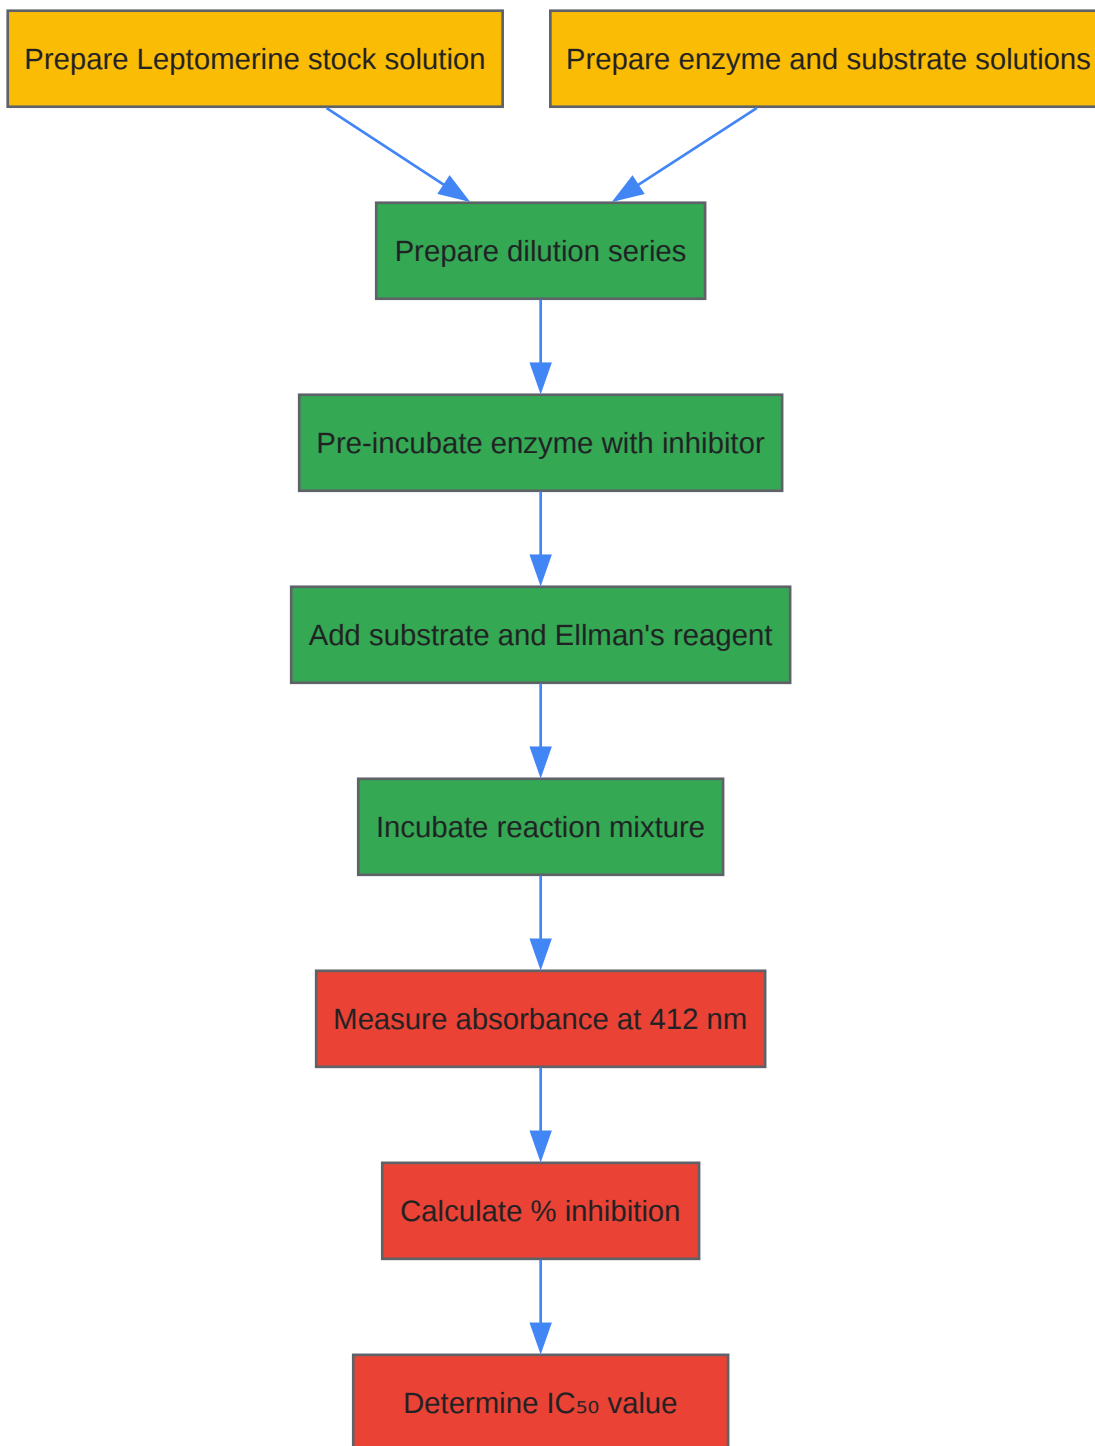 Prepare Leptomerine stock solution
Prepare enzyme and substrate solutions
Prepare dilution series
Pre-incubate enzyme with inhibitor
Add substrate and Ellman's reagent
Incubate reaction mixture
Measure absorbance at 412 nm
Calculate % inhibition
Determine IC₅₀ value